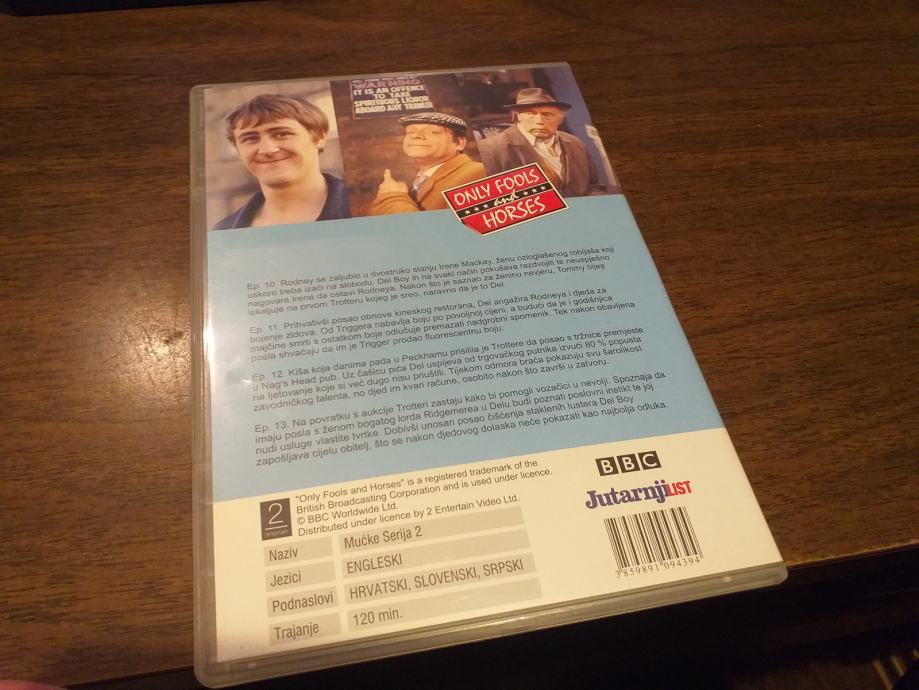 WARNING
IT IS AN OFFENCE
TO TAKE
SPIRITUOUS LIQUOR
ABOARD ANY TRAWLER
ONLY FOOLS
and
HORSES
Ep. 10. Rodney se zaljubio u dvostruko stariju Irene Mackay, ženu ozloglašenog robijaša koji
uskoro treba izaći na slobodu. Del Boy ih na svaki način pokušava razdvojiti te neuspješno
nagovara Irene da ostavi Rodneya. Nakon što je saznao za ženinu nevjeru, Tommy bijes
iskaljuje na prvom Trotteru kojeg je sreo, naravno da je to Del.
Ep. 11. Prihvativši posao obnove kineskog restorana, Del angažira Rodneya i djeda za
bojenje zidova. Od Triggera nabavlja boju po povoljnoj cijeni, a budući da je i godišnjica
majčine smrti s ostatkom boje odlučuje premazati nadgrobni spomenik. Tek nakon obavljena
posla shvaćaju da im je Trigger prodao fluorescentnu boju.
Ep. 12. Kiša koja danima pada u Peckhamu prisilila je Trottere da posao s tržnice premjeste
u Nag's Head pub. Uz čašicu pića Del uspijeva od trgovačkog putnika izvući 80 % popusta
na ljetovanje koje si već dugo nisu priuštili. Tijekom odmora braća pokazuju svu šarolikost
zavodničkog talenta, no djed im kvari račune, osobito nakon što završi u zatvoru.
Ep. 13. Na povratku s aukcije Trotteri zastaju kako bi pomogli vozačici u nevolji. Spoznaja da
imaju posla s ženom bogatog lorda Ridgemerea u Delu budi poznati poslovni instikt te joj
nudi usluge vlastite tvrtke. Dobivši unosan posao čišćenja staklenih lustera Del Boy
zapošljava cijelu obitelj, što se nakon djedovog dolaska neće pokazati kao najbolja odluka.
2
entertain
"Only Fools and Horses" is a registered trademark of the
British Broadcasting Corporation and is used under licence.
© BBC Worldwide Ltd.
Distributed under licence by 2 Entertain Video Ltd.
BBC
Jutarnji LIST
Naziv Mućke Serija 2
Jezici ENGLESKI
Podnaslovi HRVATSKI, SLOVENSKI, SRPSKI
Trajanje 120 min.
3859891094394